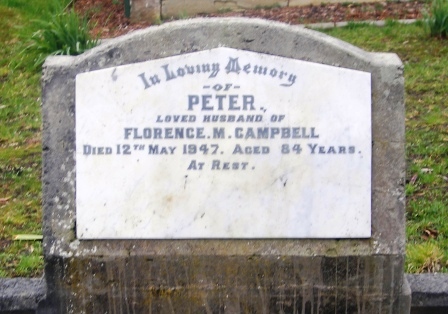 In Loving Memory
-OF-
PETER,
LOVED HUSBAND OF
FLORENCE. M. CAMPBELL
DIED 12TH MAY 1947. AGED 84 YEARS.
AT REST.